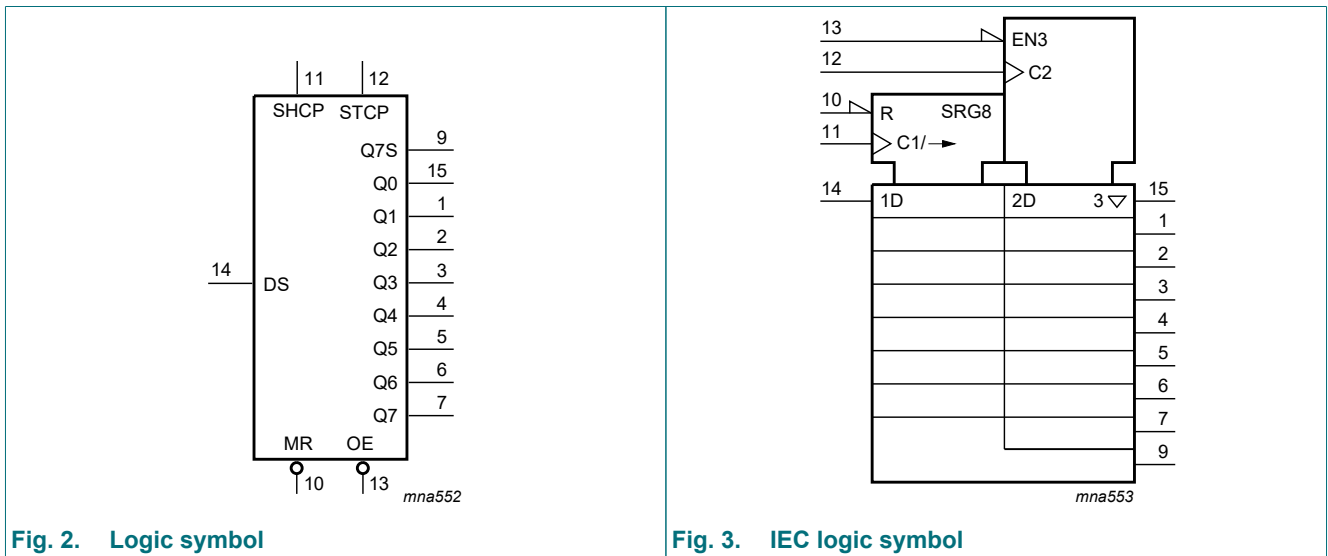 11 12
SHCP STCP
Q7S 9
Q0 15
Q1 1
Q2 2
14 DS Q3 3
Q4 4
Q5 5
Q6 6
Q7 7
MR OE
10 13
mna552
Fig. 2. Logic symbol
13 EN3
12 C2
10 R SRG8
11 C1/→
14 1D 2D 3 ▽ 15
1
2
3
4
5
6
7
9
mna553
Fig. 3. IEC logic symbol